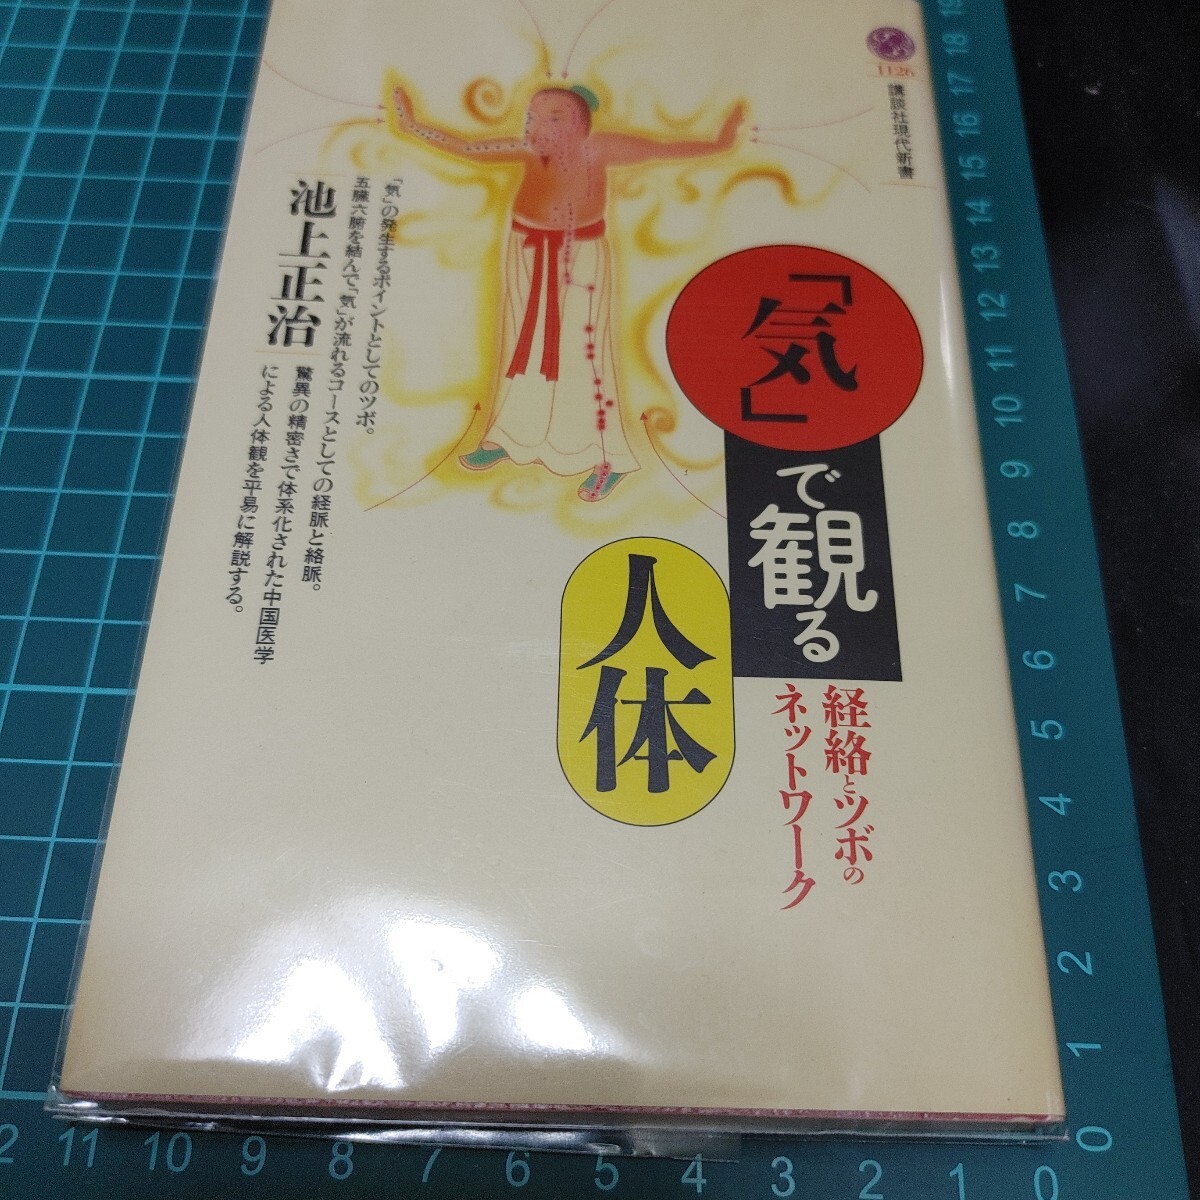 1126
講談社現代新書
「気」
で観る
人体
経絡とツボの
ネットワーク
「気」の発生するポイントとしてのツボ。
五臓六腑を結んで「気」が流れるコースとしての経脈と絡脈。
驚異の精密さで体系化された中国医学
による人体観を平易に解説する。
池上正治
19
18
17
16
15
14
13
12
11
10
9
8
7
6
5
4
3
2
1
0
2 11 10 9 8 7 6 5 4 3 2 1 0